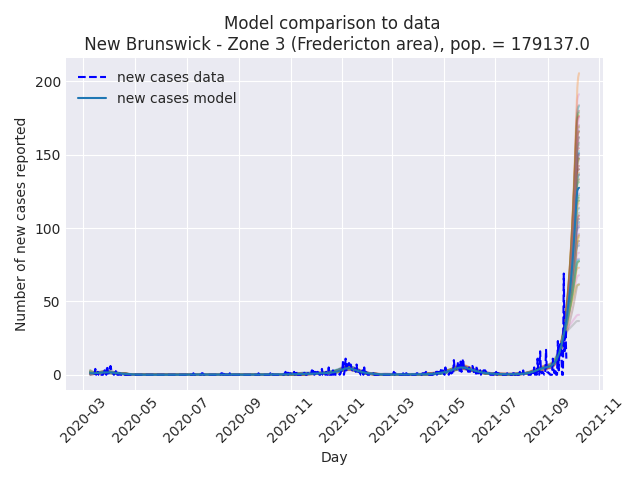 Model comparison to data
New Brunswick - Zone 3 (Fredericton area), pop. = 179137.0
new cases data
new cases model
Number of new cases reported
200
150
100
50
0
2020-03
2020-05
2020-07
2020-09
2020-11
2021-01
2021-03
2021-05
2021-07
2021-09
2021-11
Day